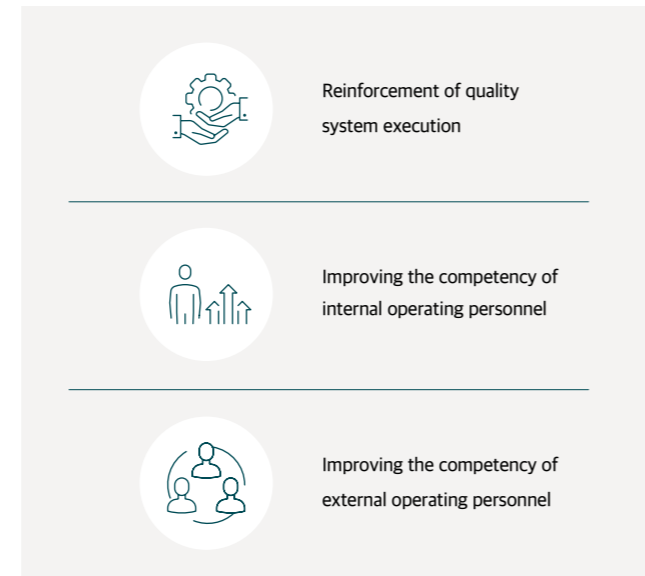 Reinforcement of quality
system execution
Improving the competency of
internal operating personnel
Improving the competency of
external operating personnel